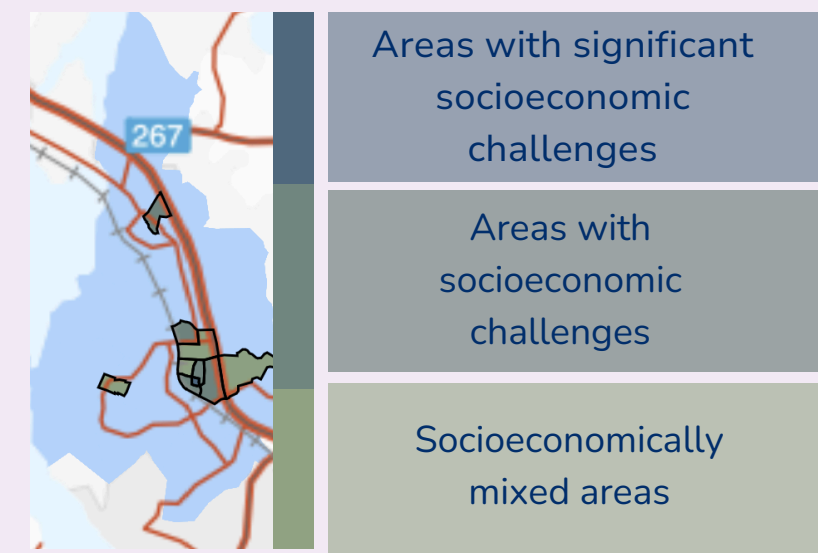 267
Areas with significant
socioeconomic
challenges
Areas with
socioeconomic
challenges
Socioeconomically
mixed areas